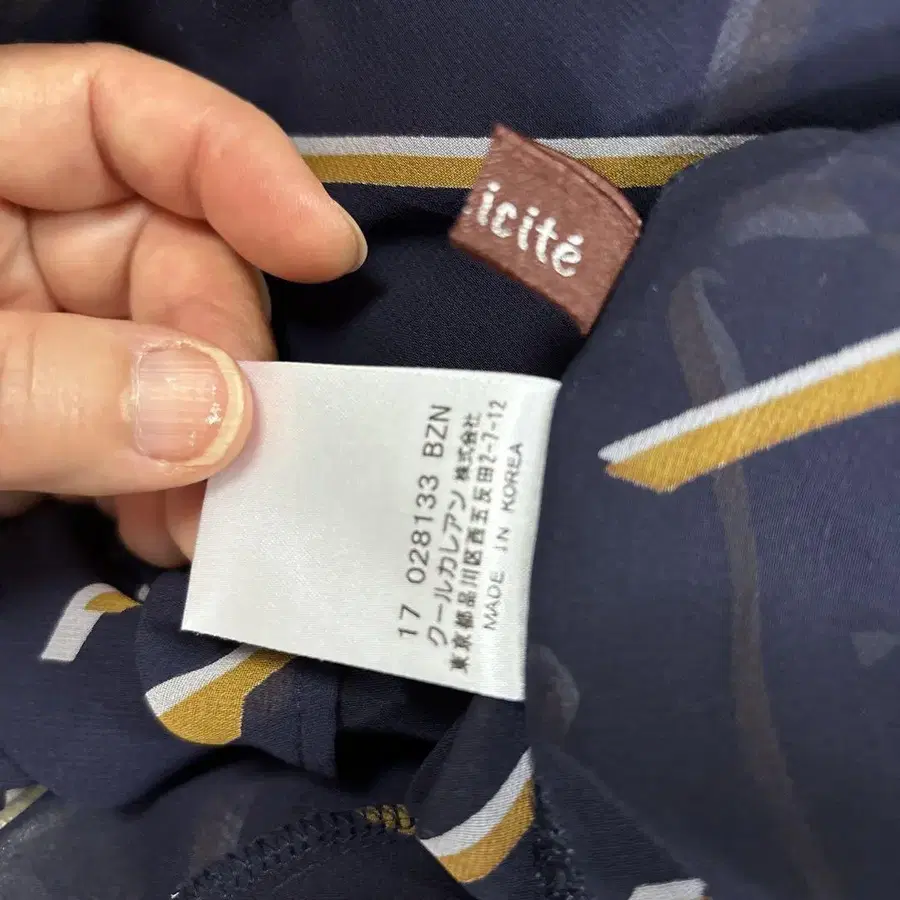 icité
17 028133 BZN
クールカレアン 株式会社
東京都品川区西五反田2-7-12
MADE IN KOREA